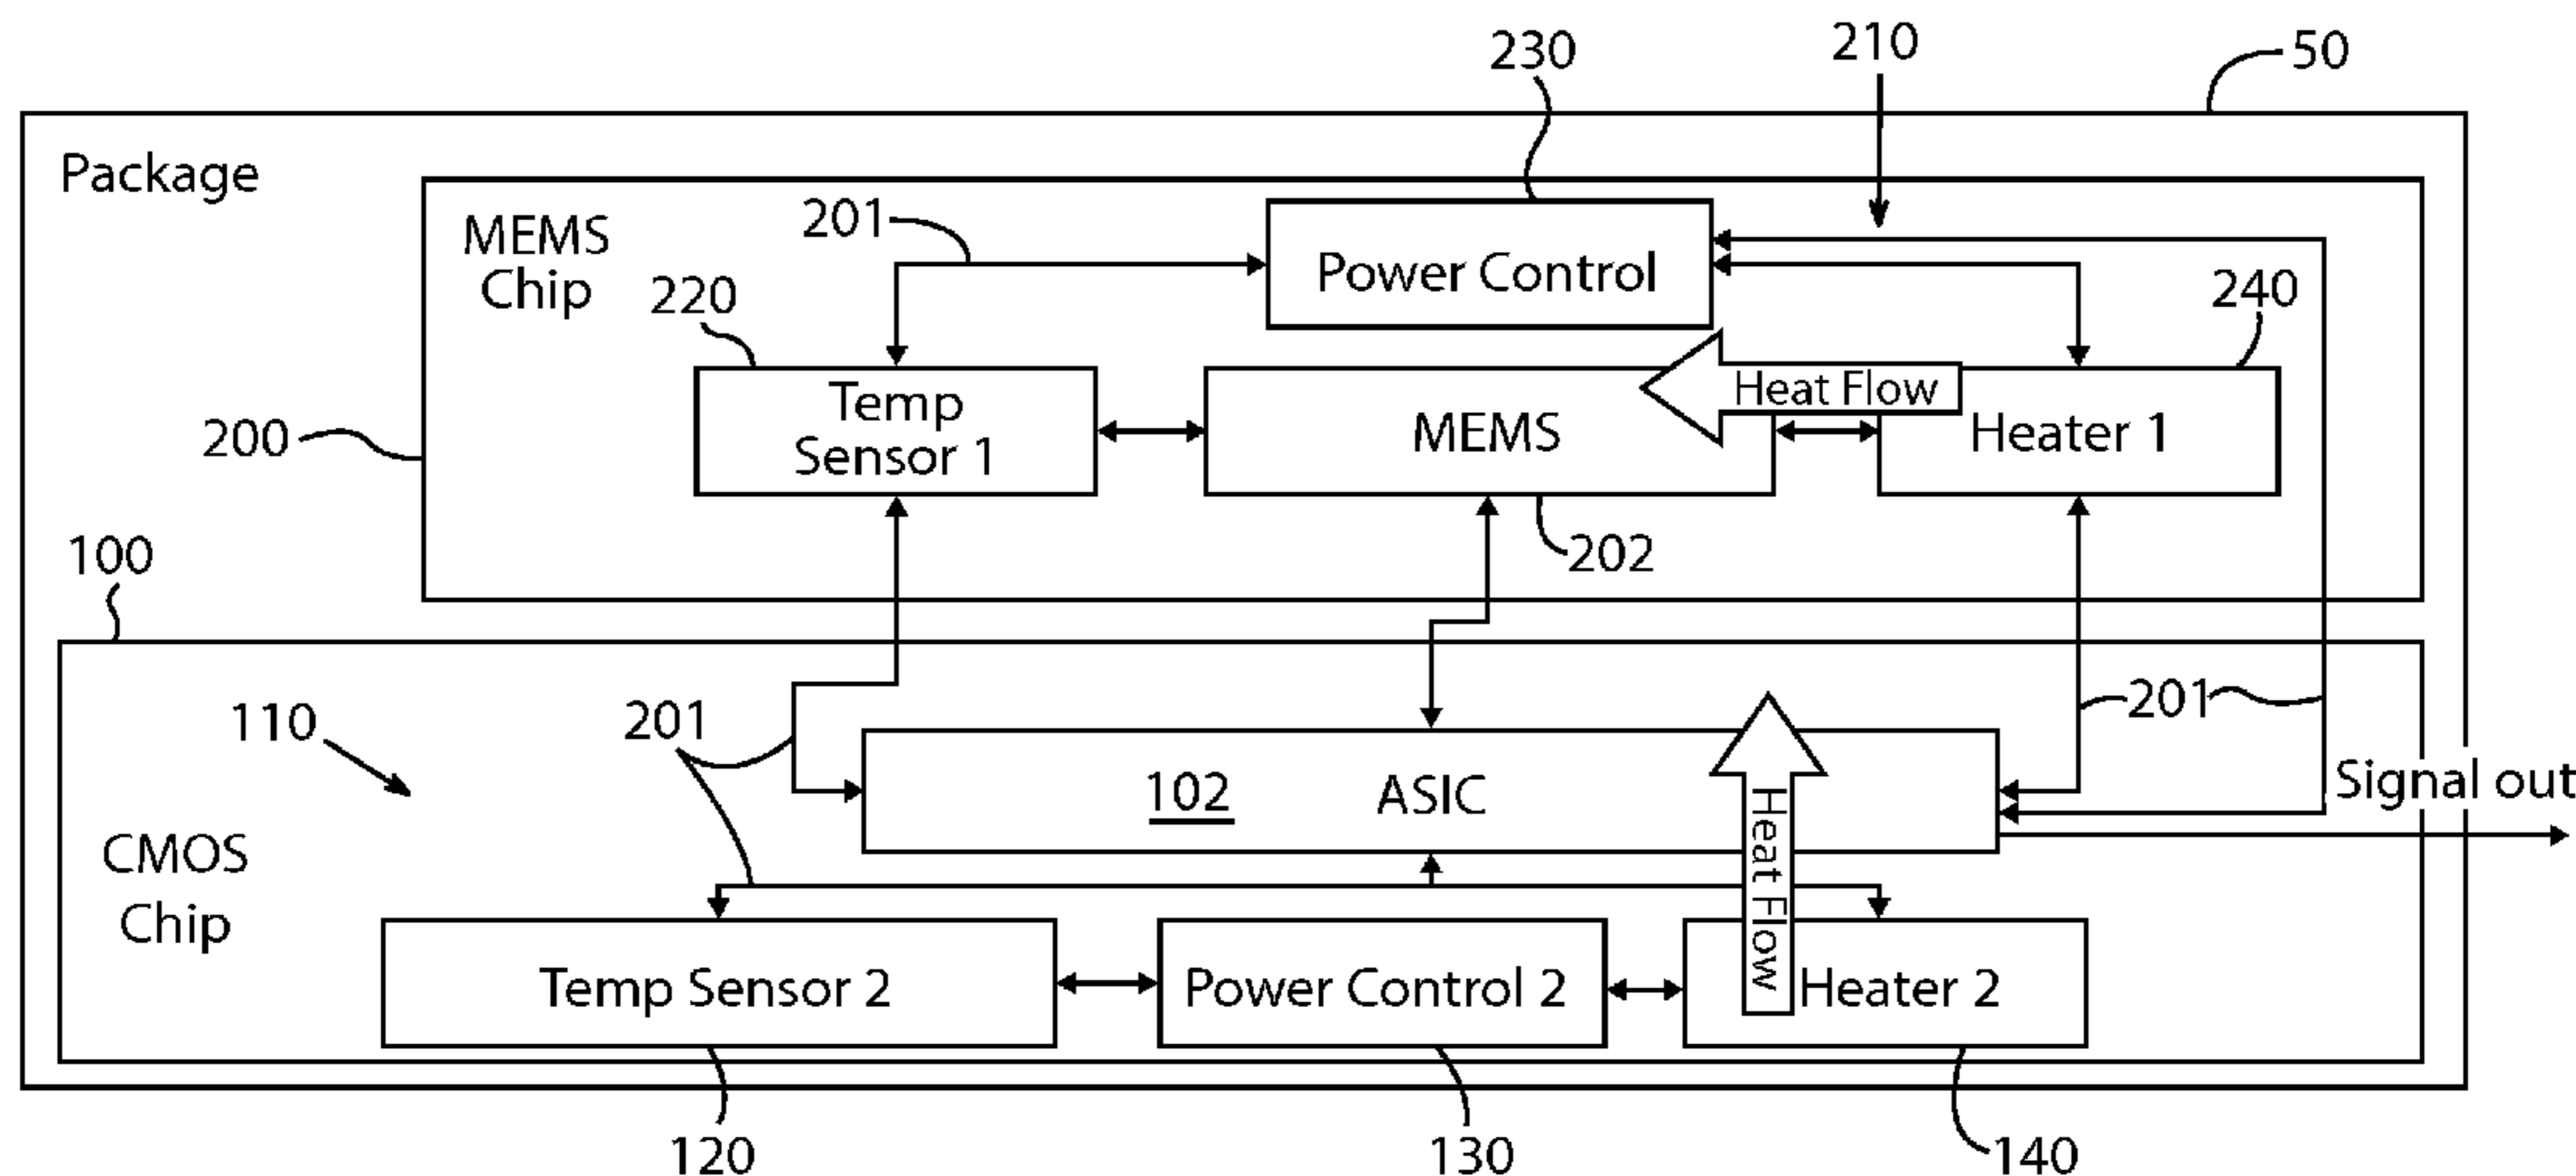 230
210
50
Package
MEMS
Chip
201
Power Control
220
240
Temp
Sensor 1
MEMS
Heat Flow
Heater 1
200
202
100
110
201
201
102
ASIC
Heat Flow
Signal out
CMOS
Chip
Temp Sensor 2
Power Control 2
Heater 2
120
130
140